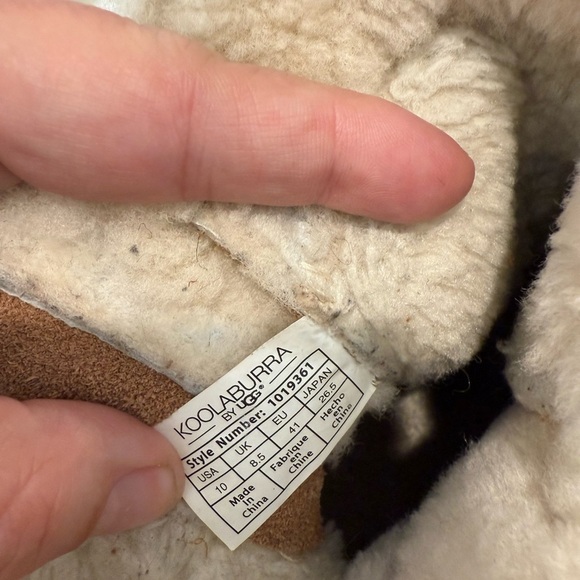 KOOLABURRA
BY UGG®
Style Number: 1019361
USA UK EU JAPAN
10 8.5 41 26.5
Made in China Fabriqué en Chine Hecho en China